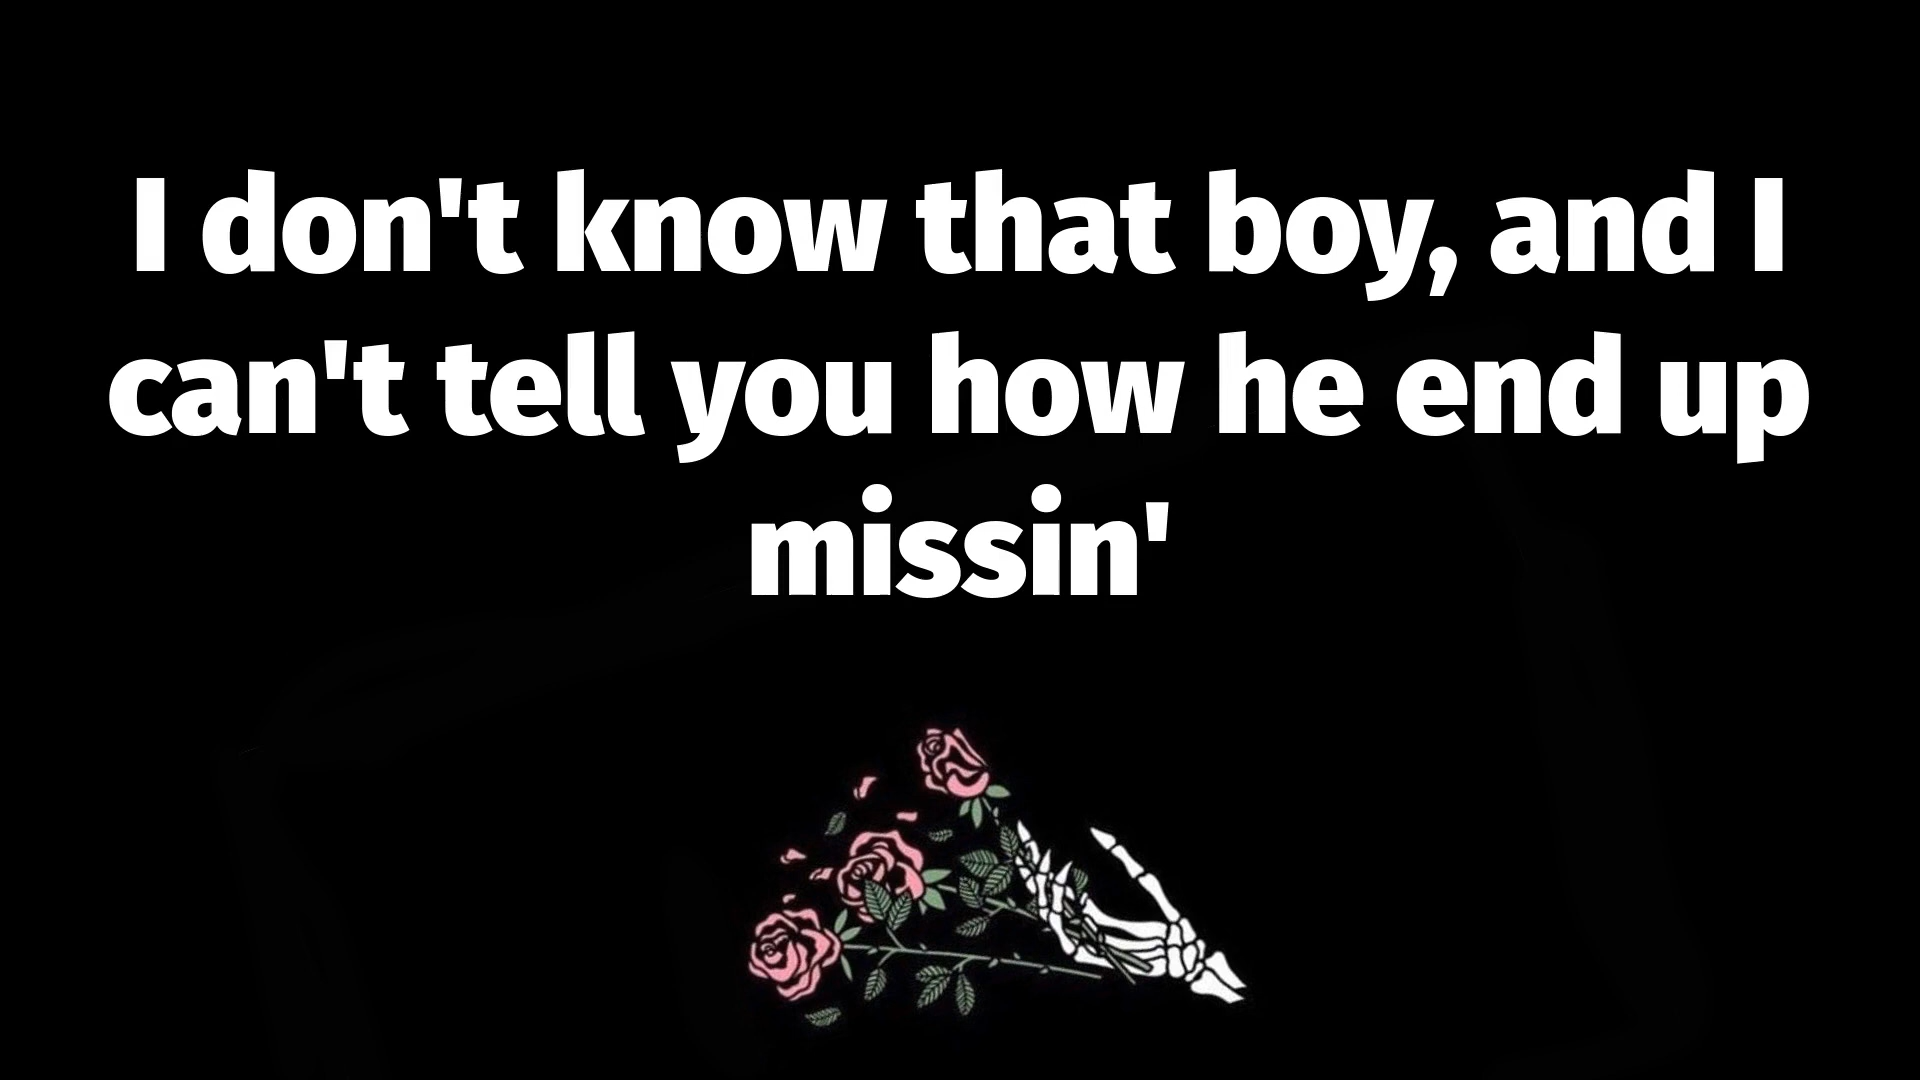 I don't know that boy, and I
can't tell you how he end up
missin'